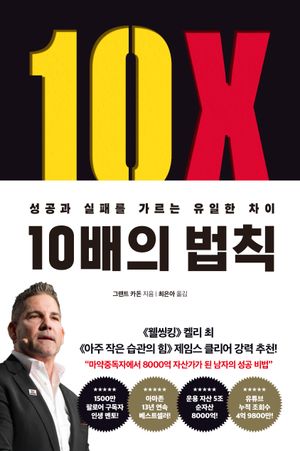 10X
성공과 실패를 가르는 유일한 차이
10배의 법칙
그랜트 카돈 지음 | 최은아 옮김
《웰씽킹》 켈리 최
《아주 작은 습관의 힘》 제임스 클리어 강력 추천!
“마약중독자에서 8000억 자산가가 된 남자의 성공 비법”
★★★★★
1500만
팔로어 구독자
인생 멘토!
★★★★★
아마존
13년 연속
베스트셀러!
★★★★★
운용 자산 5조
순자산
8000억!
★★★★★
유튜브
누적 조회수
4억 9800만!